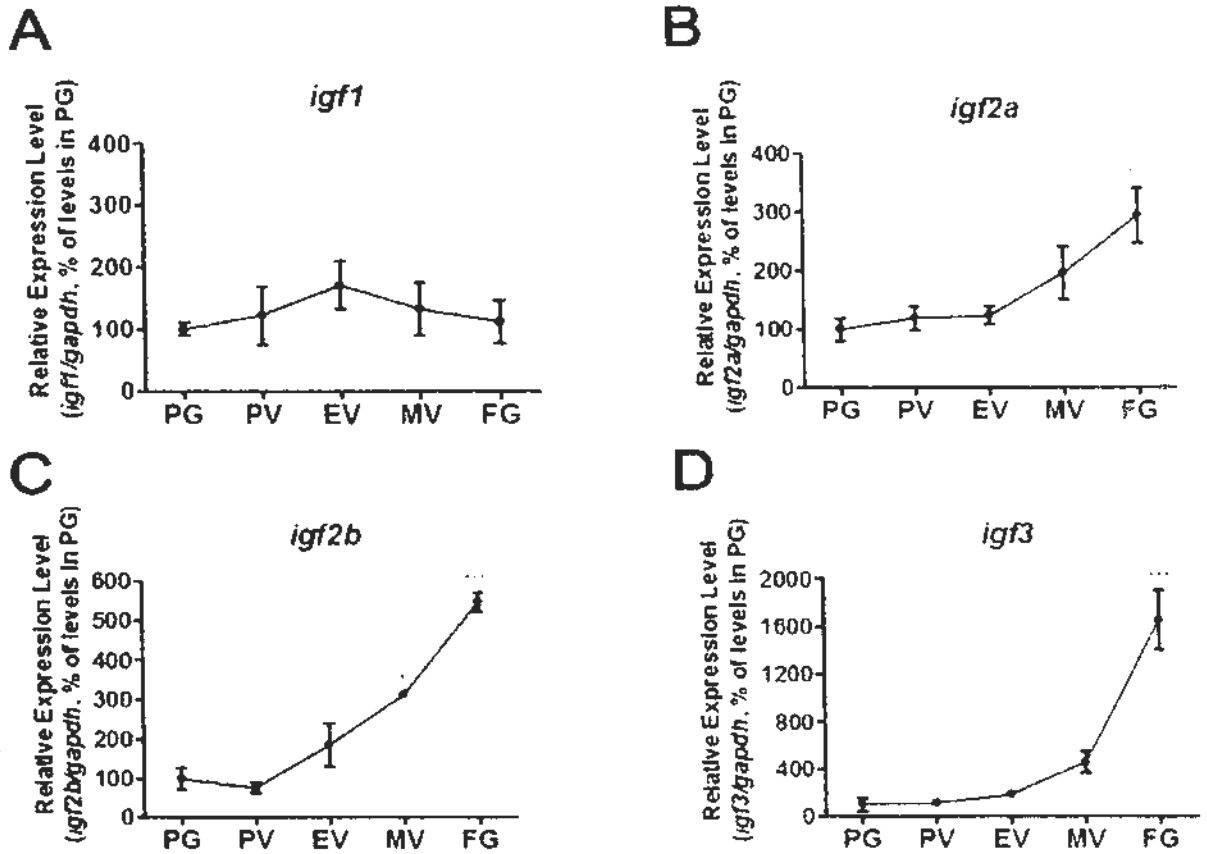 A
igf1
Relative Expression Level
(igf1/gapdh, % of levels in PG)
400
300
200
100
0
PG PV EV MV FG
B
igf2a
Relative Expression Level
(igf2a/gapdh, % of levels in PG)
400
300
200
100
0
PG PV EV MV FG
C
igf2b
Relative Expression Level
(igf2b/gapdh, % of levels in PG)
600
500
400
300
200
100
0
PG PV EV MV FG
D
igf3
Relative Expression Level
(igf3/gapdh, % of levels in PG)
2000
1600
1200
800
400
0
PG PV EV MV FG